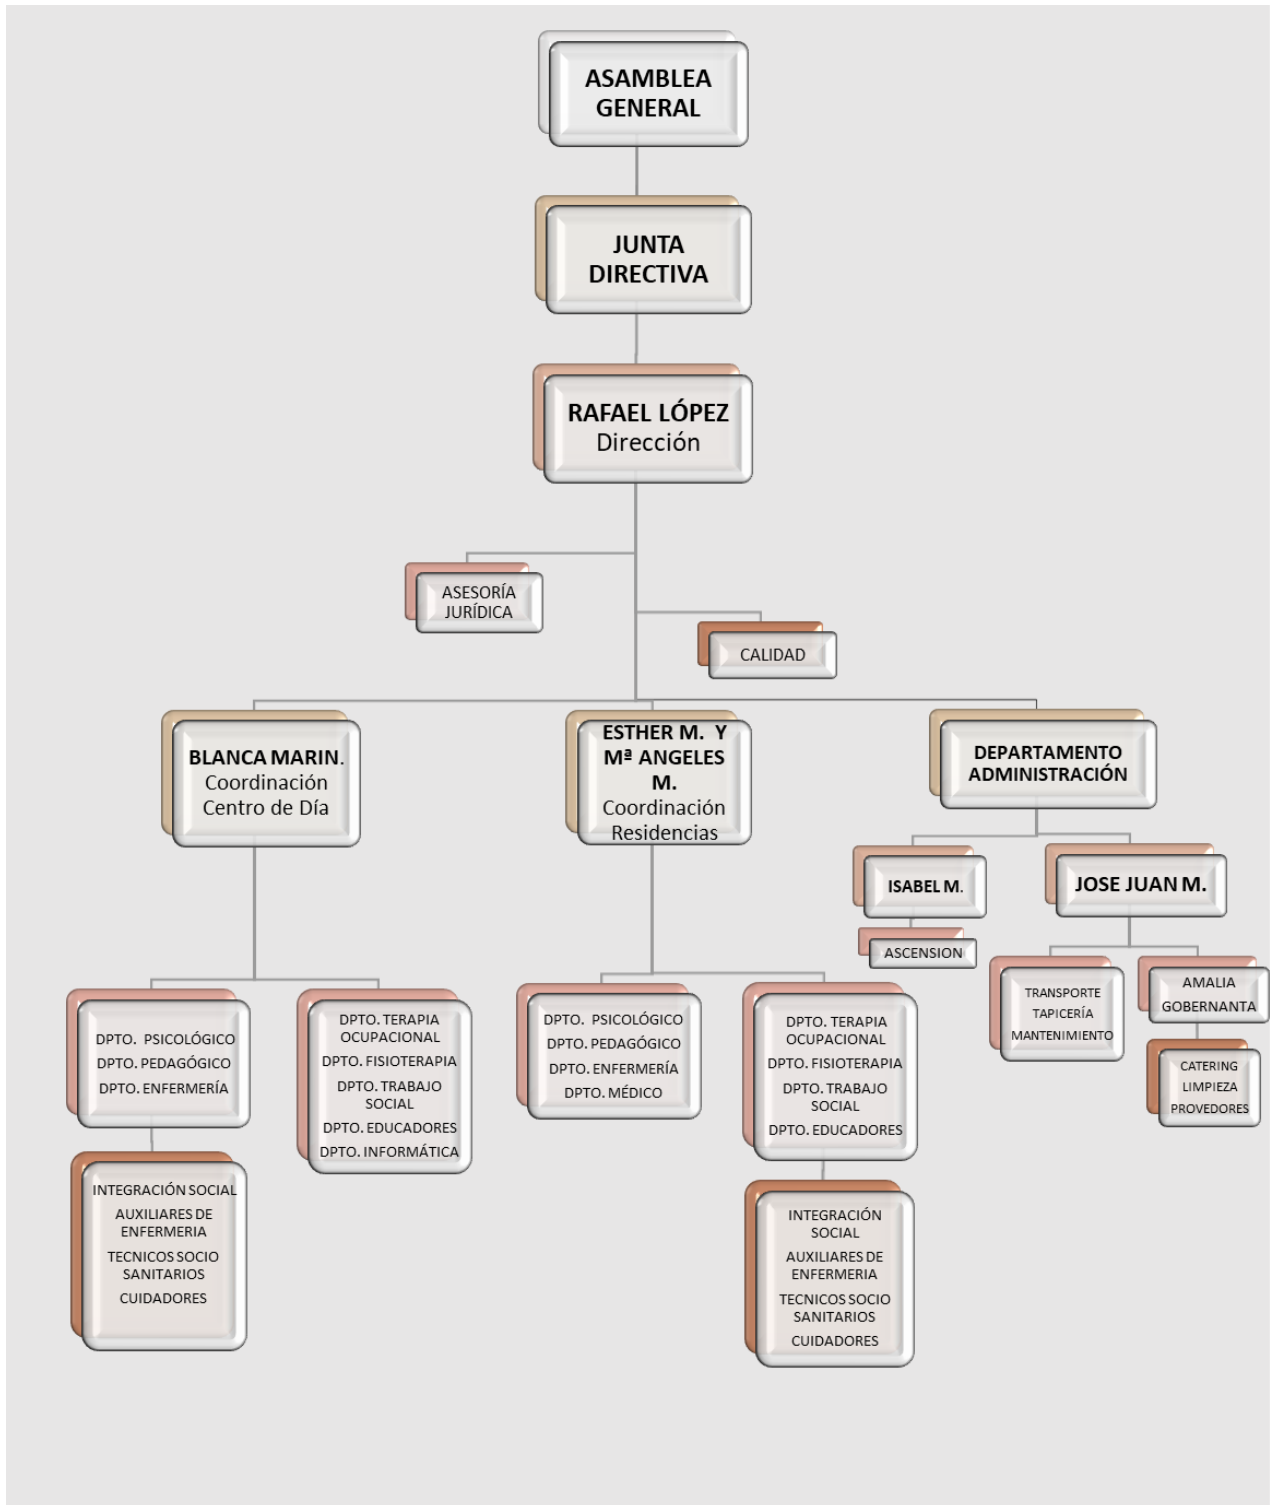 ASAMBLEA
GENERAL
JUNTA
DIRECTIVA
RAFAEL LÓPEZ
Dirección
ASESORÍA
JURÍDICA
CALIDAD
BLANCA MARIN.
Coordinación
Centro de Día
ESTHER M. Y
Mª ANGELES
M.
Coordinación
Residencias
DEPARTAMENTO
ADMINISTRACIÓN
ISABEL M.
JOSE JUAN M.
ASCENSION
TRANSPORTE
TAPICERÍA
MANTENIMIENTO
AMALIA
GOBERNANTA
CATERING
LIMPIEZA
PROVEDORES
DPTO. PSICOLÓGICO
DPTO. PEDAGÓGICO
DPTO. ENFERMERÍA
DPTO. TERAPIA
OCUPACIONAL
DPTO. FISIOTERAPIA
DPTO. TRABAJO
SOCIAL
DPTO. EDUCADORES
DPTO. INFORMÁTICA
DPTO. PSICOLÓGICO
DPTO. PEDAGÓGICO
DPTO. ENFERMERÍA
DPTO. MÉDICO
DPTO. TERAPIA
OCUPACIONAL
DPTO. FISIOTERAPIA
DPTO. TRABAJO
SOCIAL
DPTO. EDUCADORES
INTEGRACIÓN SOCIAL
AUXILIARES DE
ENFERMERIA
TECNICOS SOCIO
SANITARIOS
CUIDADORES
INTEGRACIÓN
SOCIAL
AUXILIARES DE
ENFERMERIA
TECNICOS SOCIO
SANITARIOS
CUIDADORES